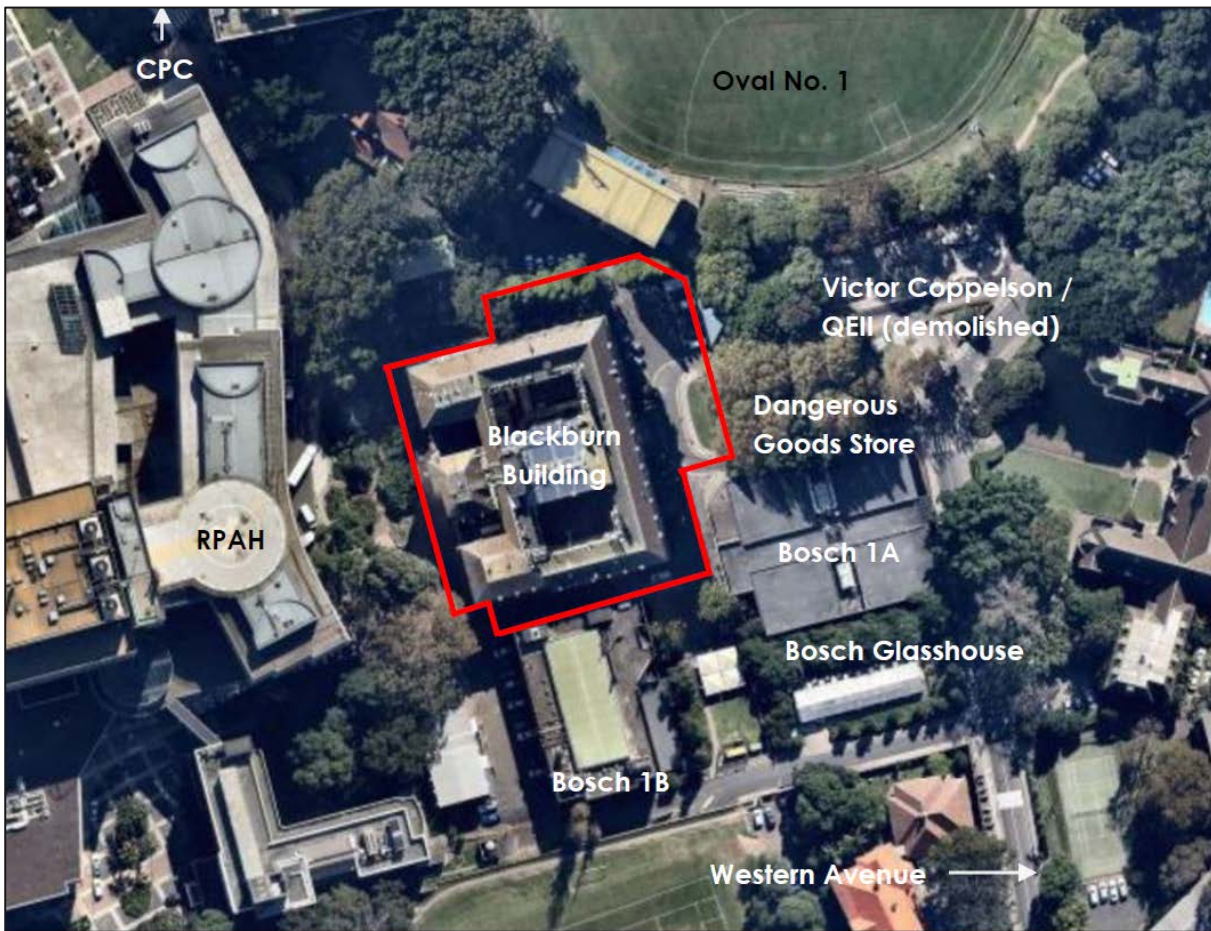 CPC
Oval No. 1
Victor Coppelson /
QEII (demolished)
Dangerous
Goods Store
Blackburn
Building
RPAH
Bosch 1A
Bosch Glasshouse
Bosch 1B
Western Avenue